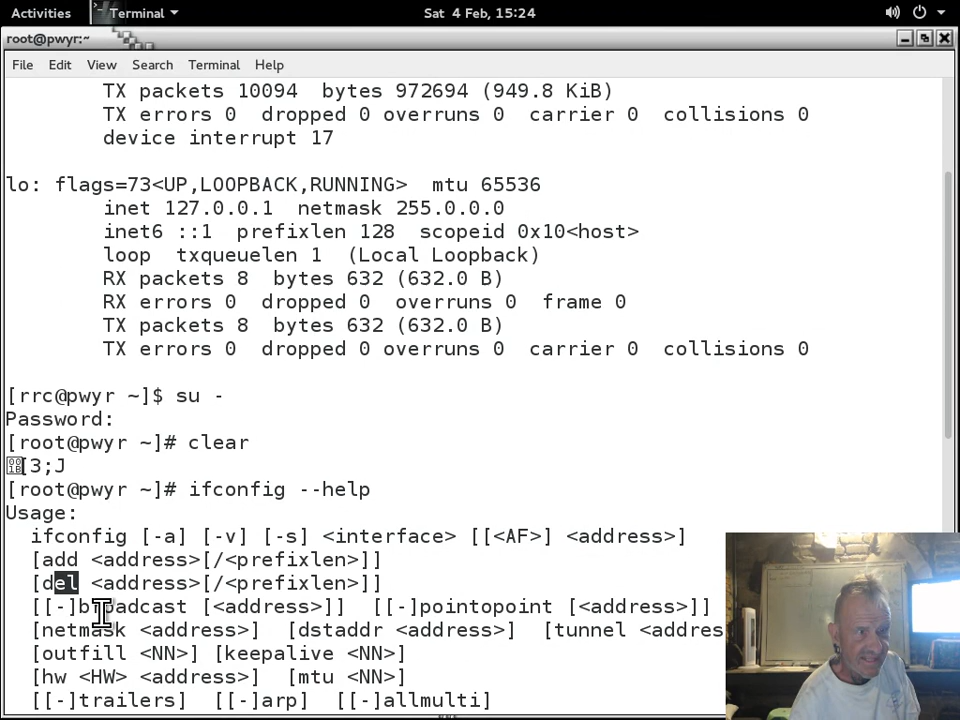 Activities Terminal Sat 4 Feb, 15:24
root@pwyr:~
File Edit View Search Terminal Help
TX packets 10094 bytes 972694 (949.8 KiB)
TX errors 0 dropped 0 overruns 0 carrier 0 collisions 0
device interrupt 17
lo: flags=73<UP,LOOPBACK,RUNNING> mtu 65536
inet 127.0.0.1 netmask 255.0.0.0
inet6 ::1 prefixlen 128 scopeid 0x10<host>
loop txqueuelen 1 (Local Loopback)
RX packets 8 bytes 632 (632.0 B)
RX errors 0 dropped 0 overruns 0 frame 0
TX packets 8 bytes 632 (632.0 B)
TX errors 0 dropped 0 overruns 0 carrier 0 collisions 0
[rrc@pwyr ~]$ su -
Password:
[root@pwyr ~]# clear
[3;J
[root@pwyr ~]# ifconfig --help
Usage:
ifconfig [-a] [-v] [-s] <interface> [[<AF>] <address>]
[add <address>[/<prefixlen>]]
[del <address>[/<prefixlen>]]
[[-]broadcast [<address>]] [[-]pointopoint [<address>]]
[netmask <address>] [dstaddr <address>] [tunnel <addres
[outfill <NN>] [keepalive <NN>]
[hw <HW> <address>] [mtu <NN>]
[[-]trailers] [[-]arp] [[-]allmulti]